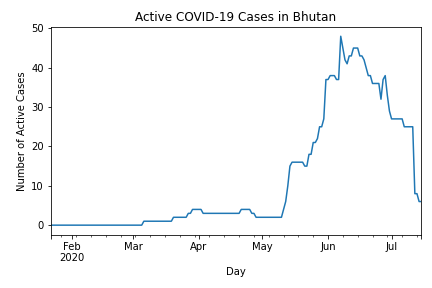 Active COVID-19 Cases in Bhutan
Number of Active Cases
50
40
30
20
10
0
Feb Mar Apr May Jun Jul
2020
Day